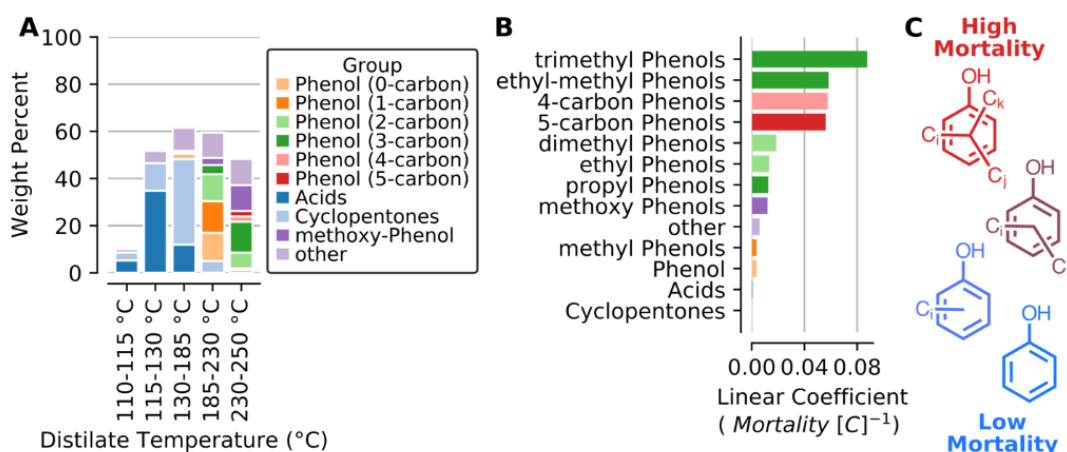 A
100
80
60
40
20
0
Weight Percent
110-115 °C
115-130 °C
130-185 °C
185-230 °C
230-250 °C
Distilate Temperature (°C)
Group
Phenol (0-carbon)
Phenol (1-carbon)
Phenol (2-carbon)
Phenol (3-carbon)
Phenol (4-carbon)
Phenol (5-carbon)
Acids
Cyclopentones
methoxy-Phenol
other
B
trimethyl Phenols
ethyl-methyl Phenols
4-carbon Phenols
5-carbon Phenols
dimethyl Phenols
ethyl Phenols
propyl Phenols
methoxy Phenols
other
methyl Phenols
Phenol
Acids
Cyclopentones
0.00 0.04 0.08
Linear Coefficient
( Mortality [C]⁻¹)
C
High
Mortality
OH
Cₖ
Cᵢ
Cⱼ
OH
Cᵢ
C
OH
Cᵢ
OH
Low
Mortality